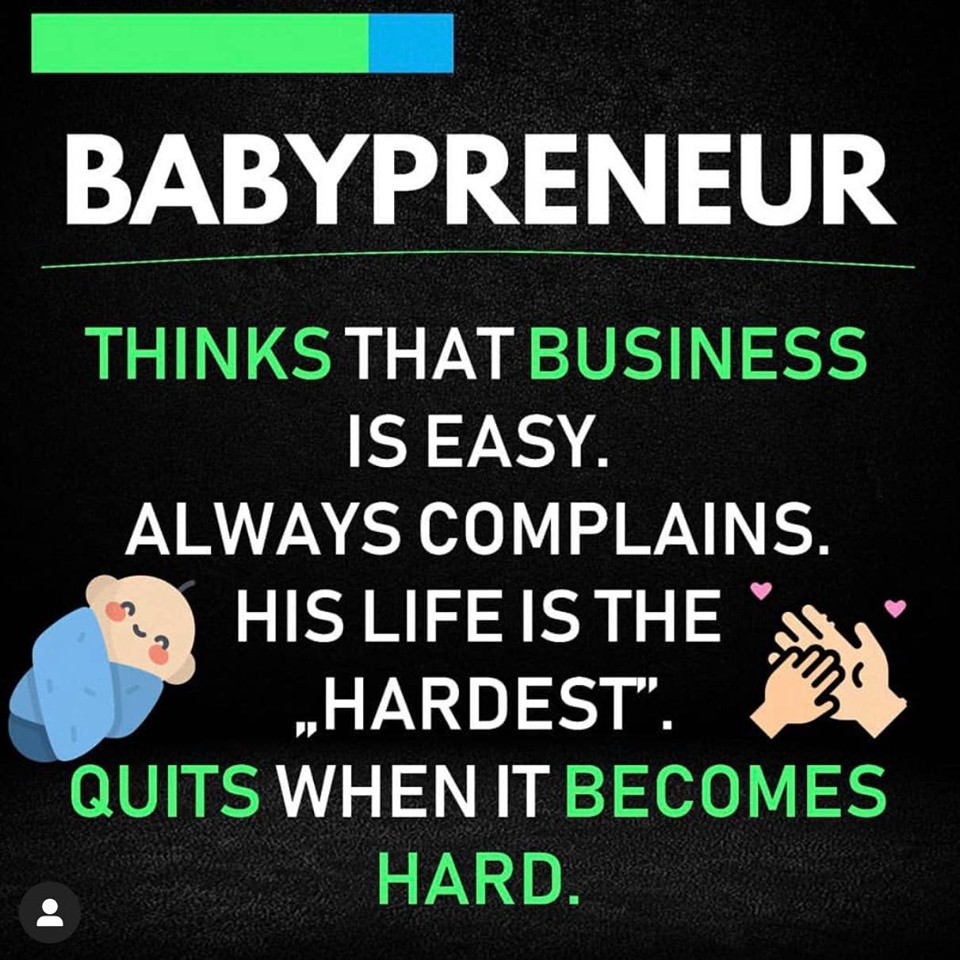 BABYPRENEUR
THINKS THAT BUSINESS
IS EASY.
ALWAYS COMPLAINS.
HIS LIFE IS THE
„HARDEST”.
QUITS WHEN IT BECOMES
HARD.